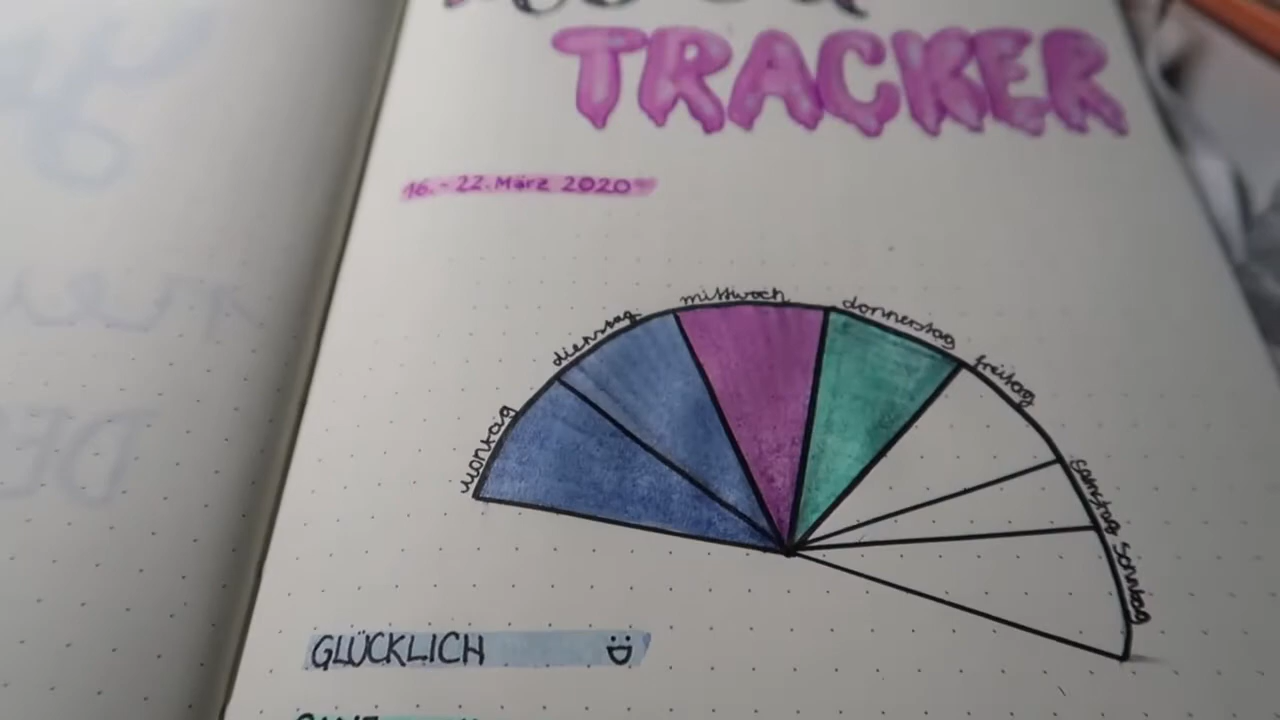 TRACKER
16. - 22. März 2020
montag
dienstag
mittwoch
donnerstag
freitag
samstag
sonntag
GLÜCKLICH